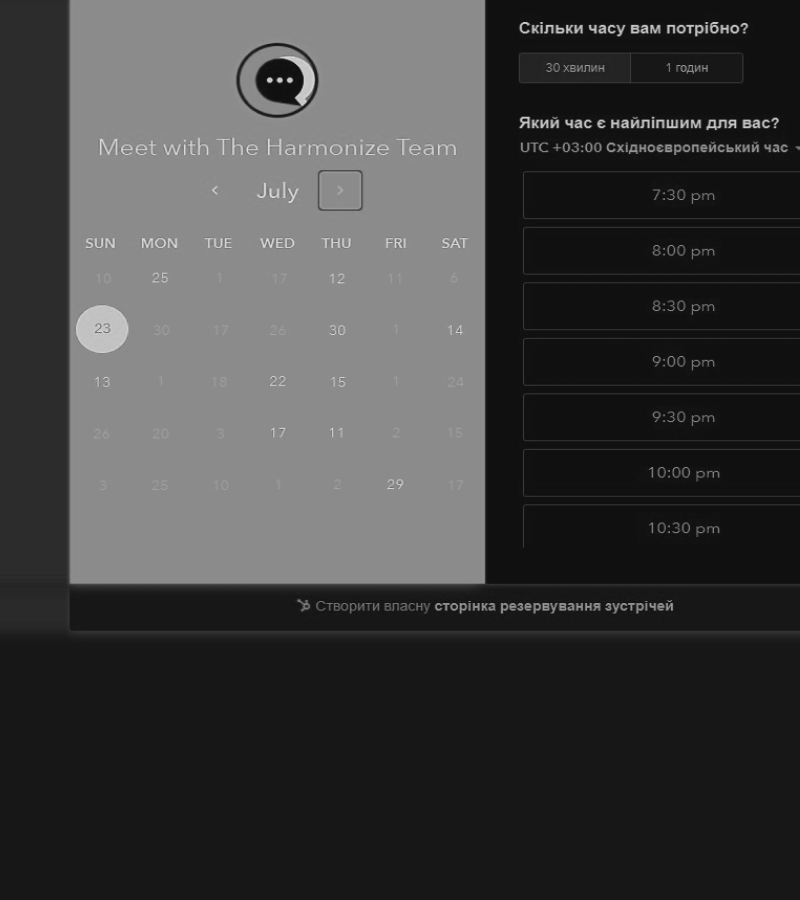 Meet with The Harmonize Team
July
SUN MON TUE WED THU FRI SAT
10 25 1 17 12 11 6
23 30 17 26 30 1 14
13 1 18 22 15 1 24
26 20 3 17 11 2 15
3 25 10 1 2 29 17
Скільки часу вам потрібно?
30 хвилин 1 годин
Який час є найліпшим для вас?
UTC +03:00 Східноєвропейський час
7:30 pm
8:00 pm
8:30 pm
9:00 pm
9:30 pm
10:00 pm
10:30 pm
Створити власну сторінка резервування зустрічей